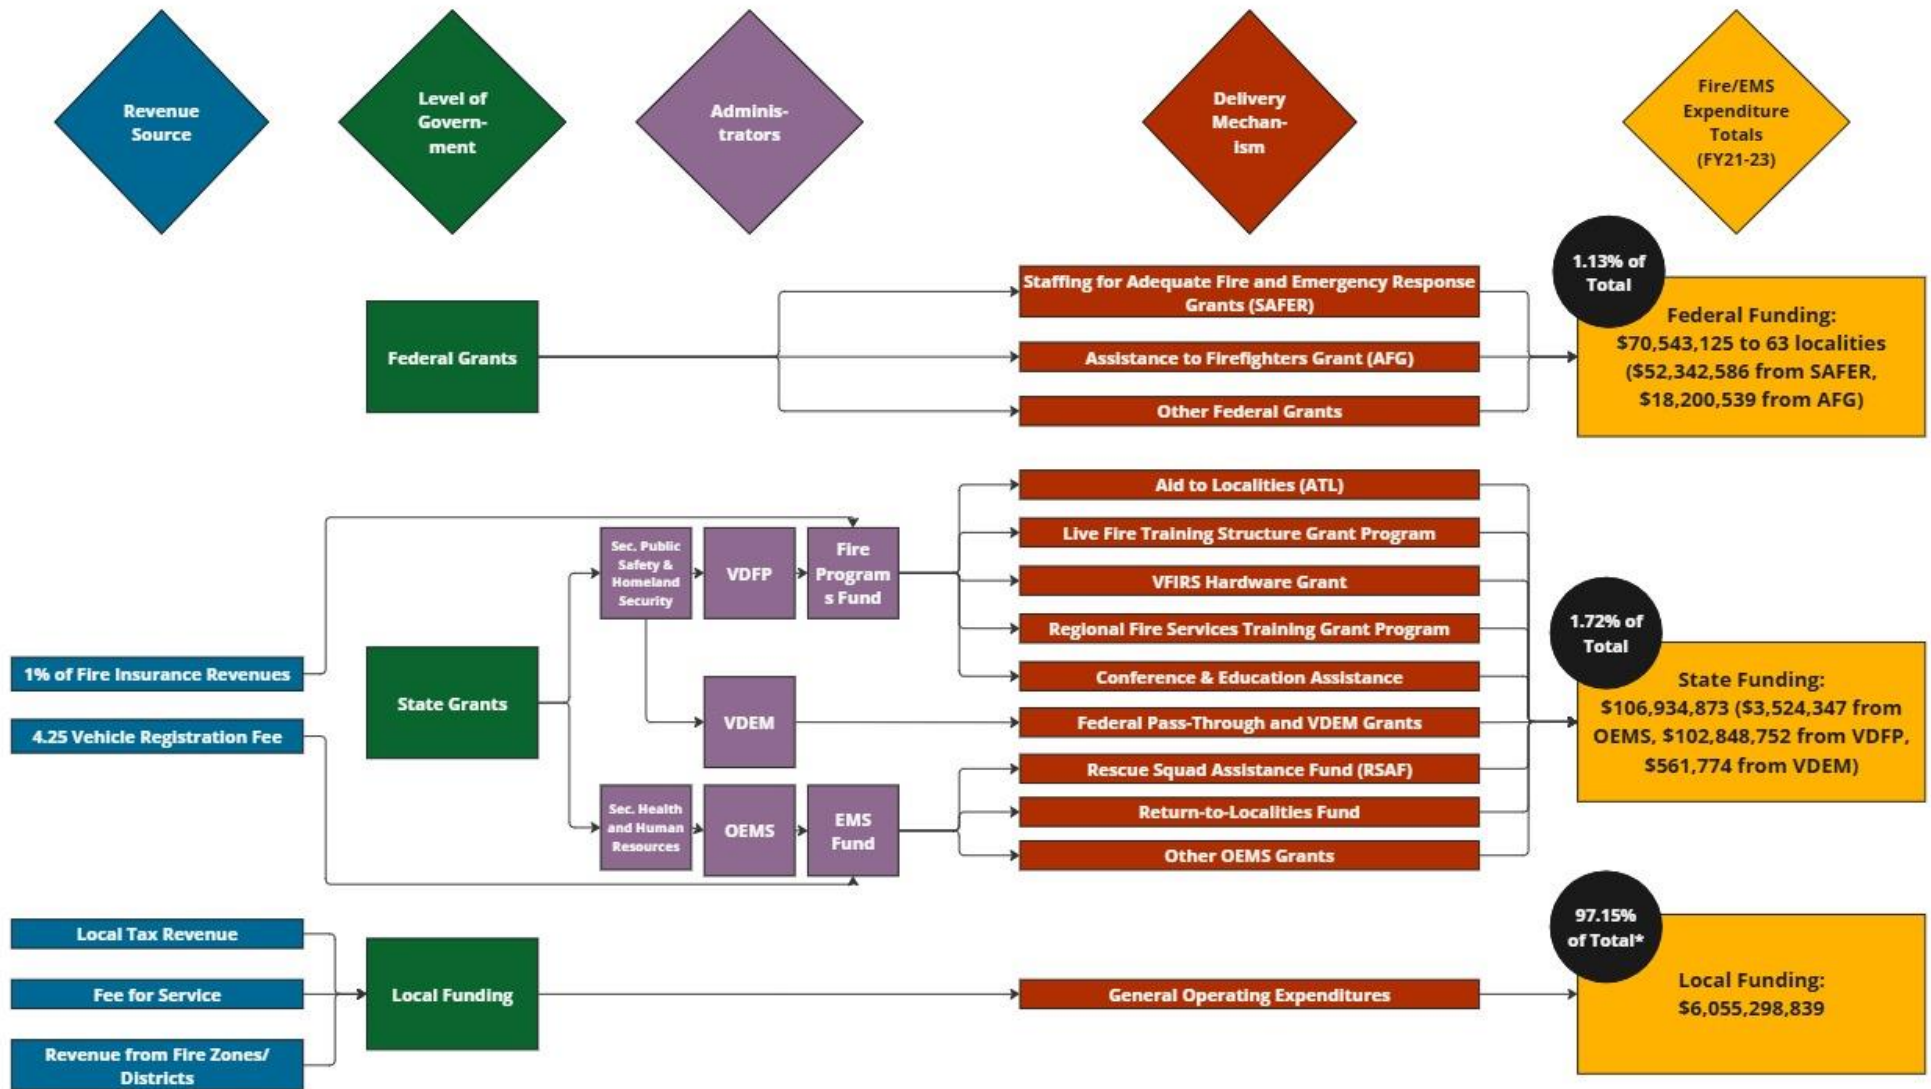 Revenue
Source
Level of
Govern-
ment
Adminis-
trators
Delivery
Mechan-
ism
Fire/EMS
Expenditure
Totals
(FY21-23)
Federal Grants
Staffing for Adequate Fire and Emergency Response
Grants (SAFER)
Assistance to Firefighters Grant (AFG)
Other Federal Grants
1.13% of
Total
Federal Funding:
$70,543,125 to 63 localities
($52,342,586 from SAFER,
$18,200,539 from AFG)
1% of Fire Insurance Revenues
4.25 Vehicle Registration Fee
State Grants
Sec. Public
Safety &
Homeland
Security
VDFP
Fire
Program
s Fund
VDEM
Sec. Health
and Human
Resources
OEMS
EMS
Fund
Aid to Localities (ATL)
Live Fire Training Structure Grant Program
VFIRS Hardware Grant
Regional Fire Services Training Grant Program
Conference & Education Assistance
Federal Pass-Through and VDEM Grants
Rescue Squad Assistance Fund (RSAF)
Return-to-Localities Fund
Other OEMS Grants
1.72% of
Total
State Funding:
$106,934,873 ($3,524,347 from
OEMS, $102,848,752 from VDFP,
$561,774 from VDEM)
Local Tax Revenue
Fee for Service
Revenue from Fire Zones/
Districts
Local Funding
General Operating Expenditures
97.15%
of Total*
Local Funding:
$6,055,298,839